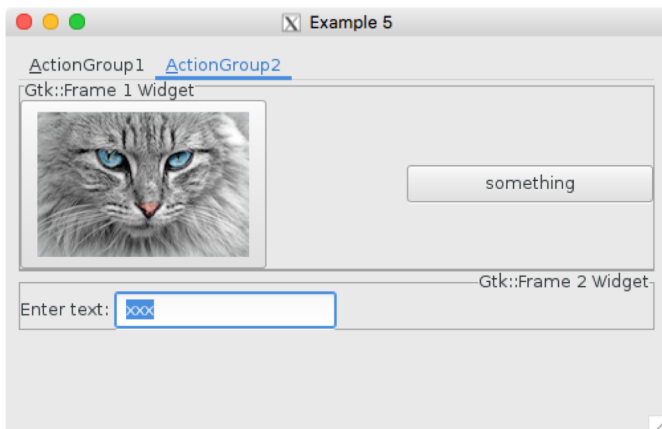 Example 5
ActionGroup1 ActionGroup2
Gtk::Frame 1 Widget
something
Gtk::Frame 2 Widget
Enter text: xxx